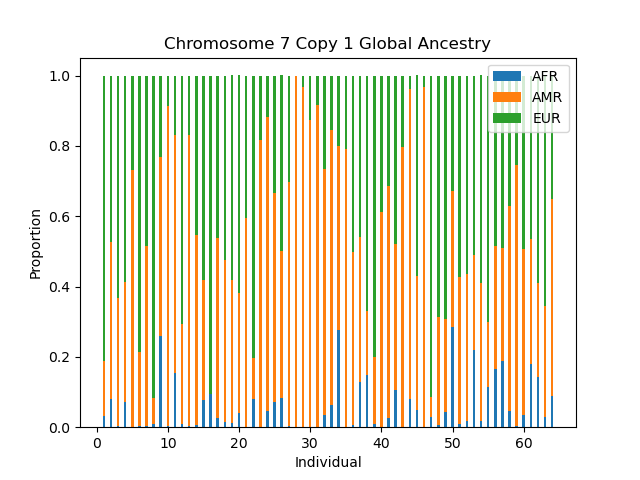 Chromosome 7 Copy 1 Global Ancestry
AFR
AMR
EUR
Proportion
1.0
0.8
0.6
0.4
0.2
0.0
0 10 20 30 40 50 60
Individual